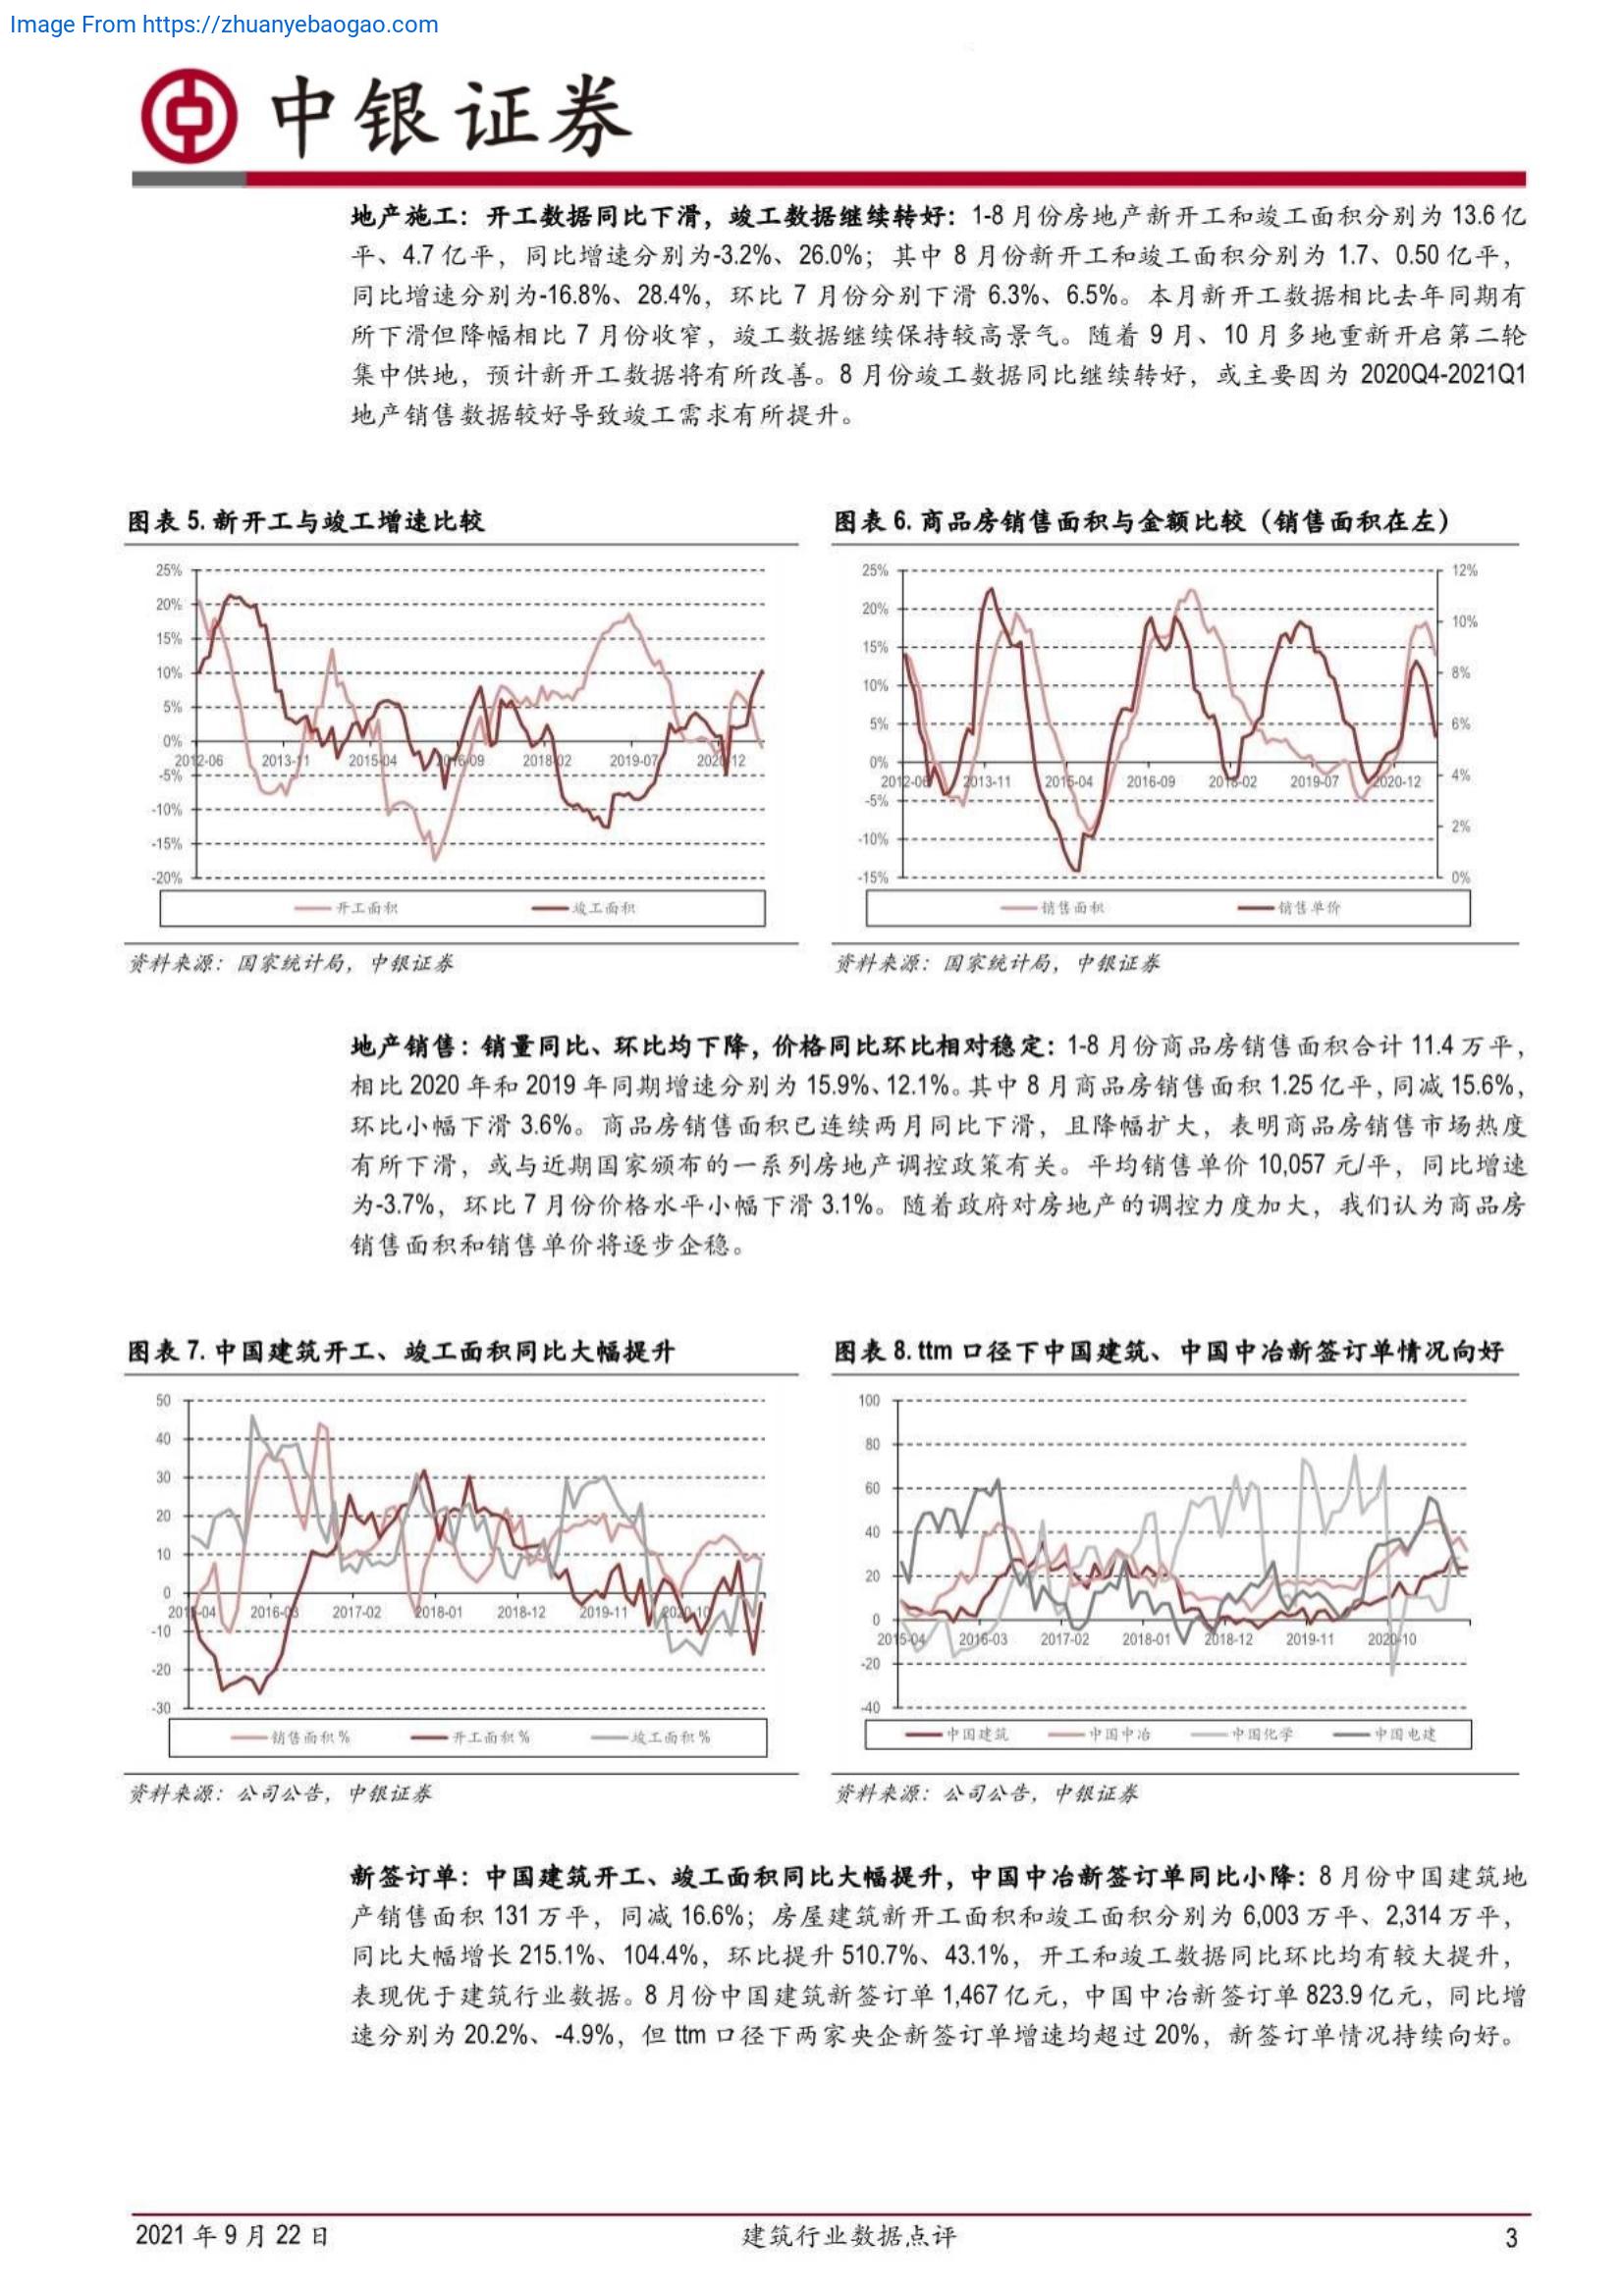 Image From https://zhuanyebaogao.com
中银证券
地产施工：开工数据同比下滑，竣工数据继续转好：1-8 月份房地产新开工和竣工面积分别为 13.6 亿
平、4.7 亿平，同比增速分别为-3.2%、26.0%；其中 8 月份新开工和竣工面积分别为 1.7、0.50 亿平，
同比增速分别为-16.8%、28.4%，环比 7 月份分别下滑 6.3%、6.5%。本月新开工数据相比去年同期有
所下滑但降幅相比 7 月份收窄，竣工数据继续保持较高景气。随着 9 月、10 月多地重新开启第二轮
集中供地，预计新开工数据将有所改善。8 月份竣工数据同比继续转好，或主要因为 2020Q4-2021Q1
地产销售数据较好导致竣工需求有所提升。
图表 5. 新开工与竣工增速比较
25%
20%
15%
10%
5%
0%
-5%
-10%
-15%
-20%
2012-06 2013-11 2015-04 2016-09 2018-02 2019-07 2020-12
开工面积 竣工面积
资料来源：国家统计局，中银证券
图表 6. 商品房销售面积与金额比较（销售面积在左）
25%
20%
15%
10%
5%
0%
-5%
-10%
-15%
12%
10%
8%
6%
4%
2%
0%
2012-06 2013-11 2015-04 2016-09 2018-02 2019-07 2020-12
销售面积 销售单价
资料来源：国家统计局，中银证券
地产销售：销量同比、环比均下降，价格同比环比相对稳定：1-8 月份商品房销售面积合计 11.4 万平，
相比 2020 年和 2019 年同期增速分别为 15.9%、12.1%。其中 8 月商品房销售面积 1.25 亿平，同减 15.6%，
环比小幅下滑 3.6%。商品房销售面积已连续两月同比下滑，且降幅扩大，表明商品房销售市场热度
有所下滑，或与近期国家颁布的一系列房地产调控政策有关。平均销售单价 10,057 元/平，同比增速
为-3.7%，环比 7 月份价格水平小幅下滑 3.1%。随着政府对房地产的调控力度加大，我们认为商品房
销售面积和销售单价将逐步企稳。
图表 7. 中国建筑开工、竣工面积同比大幅提升
50
40
30
20
10
0
-10
-20
-30
2015-04 2016-03 2017-02 2018-01 2018-12 2019-11 2020-10
销售面积% 开工面积% 竣工面积%
资料来源：公司公告，中银证券
图表 8. ttm 口径下中国建筑、中国中冶新签订单情况向好
100
80
60
40
20
0
-20
-40
2015-04 2016-03 2017-02 2018-01 2018-12 2019-11 2020-10
中国建筑 中国中冶 中国化学 中国电建
资料来源：公司公告，中银证券
新签订单：中国建筑开工、竣工面积同比大幅提升，中国中冶新签订单同比小降：8 月份中国建筑地
产销售面积 131 万平，同减 16.6%；房屋建筑新开工面积和竣工面积分别为 6,003 万平、2,314 万平，
同比大幅增长 215.1%、104.4%，环比提升 510.7%、43.1%，开工和竣工数据同比环比均有较大提升，
表现优于建筑行业数据。8 月份中国建筑新签订单 1,467 亿元，中国中冶新签订单 823.9 亿元，同比增
速分别为 20.2%、-4.9%，但 ttm 口径下两家央企新签订单增速均超过 20%，新签订单情况持续向好。
2021 年 9 月 22 日 建筑行业数据点评 3